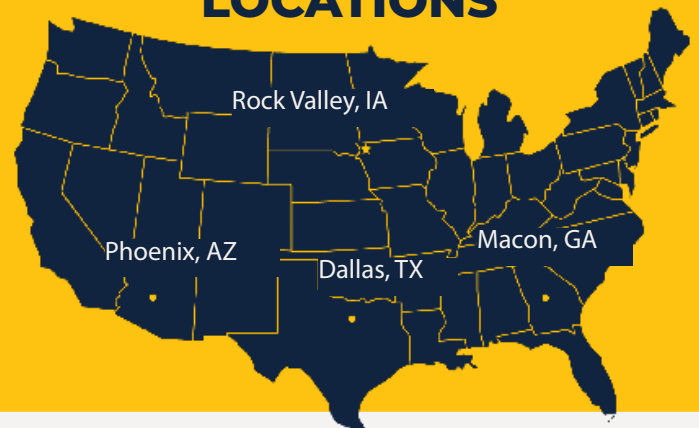 LOCATIONS
Rock Valley, IA
Macon, GA
Phoenix, AZ
Dallas, TX